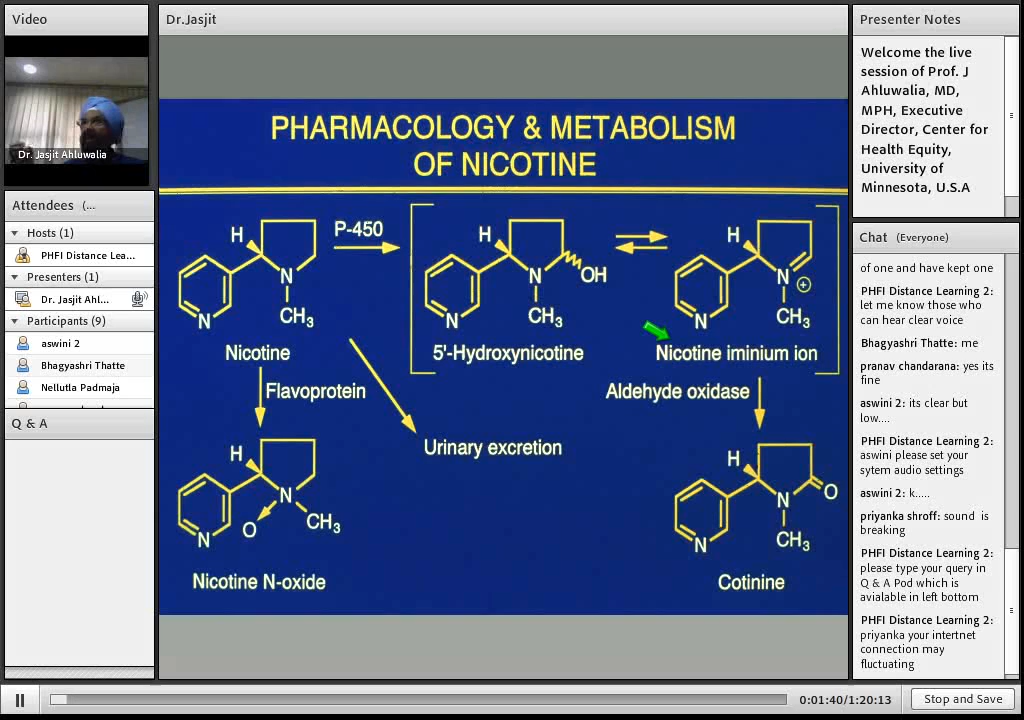 Video
Dr. Jasjit Ahluwalia
Attendees (...
Hosts (1)
PHFI Distance Lea...
Presenters (1)
Dr. Jasjit Ahl...
Participants (9)
aswini 2
Bhagyashri Thatte
Nellutla Padmaja
Q & A
Dr.Jasjit
PHARMACOLOGY & METABOLISM
OF NICOTINE
H
N
CH3
N
Nicotine
P-450
H
N
OH
CH3
N
5'-Hydroxynicotine
H
N
+
CH3
N
Nicotine iminium ion
Flavoprotein
Urinary excretion
Aldehyde oxidase
H
N
O
CH3
N
Nicotine N-oxide
H
N
O
CH3
N
Cotinine
Presenter Notes
Welcome the live
session of Prof. J
Ahluwalia, MD,
MPH, Executive
Director, Center for
Health Equity,
University of
Minnesota, U.S.A
Chat (Everyone)
of one and have kept one
PHFI Distance Learning 2:
let me know those who
can hear clear voice
Bhagyashri Thatte: me
pranav chandarana: yes its
fine
aswini 2: its clear but
low....
PHFI Distance Learning 2:
aswini please set your
sytem audio settings
aswini 2: k.....
priyanka shroff: sound is
breaking
PHFI Distance Learning 2:
please type your query in
Q & A Pod which is
avialable in left bottom
PHFI Distance Learning 2:
priyanka your intertnet
connection may
fluctuating
0:01:40/1:20:13
Stop and Save